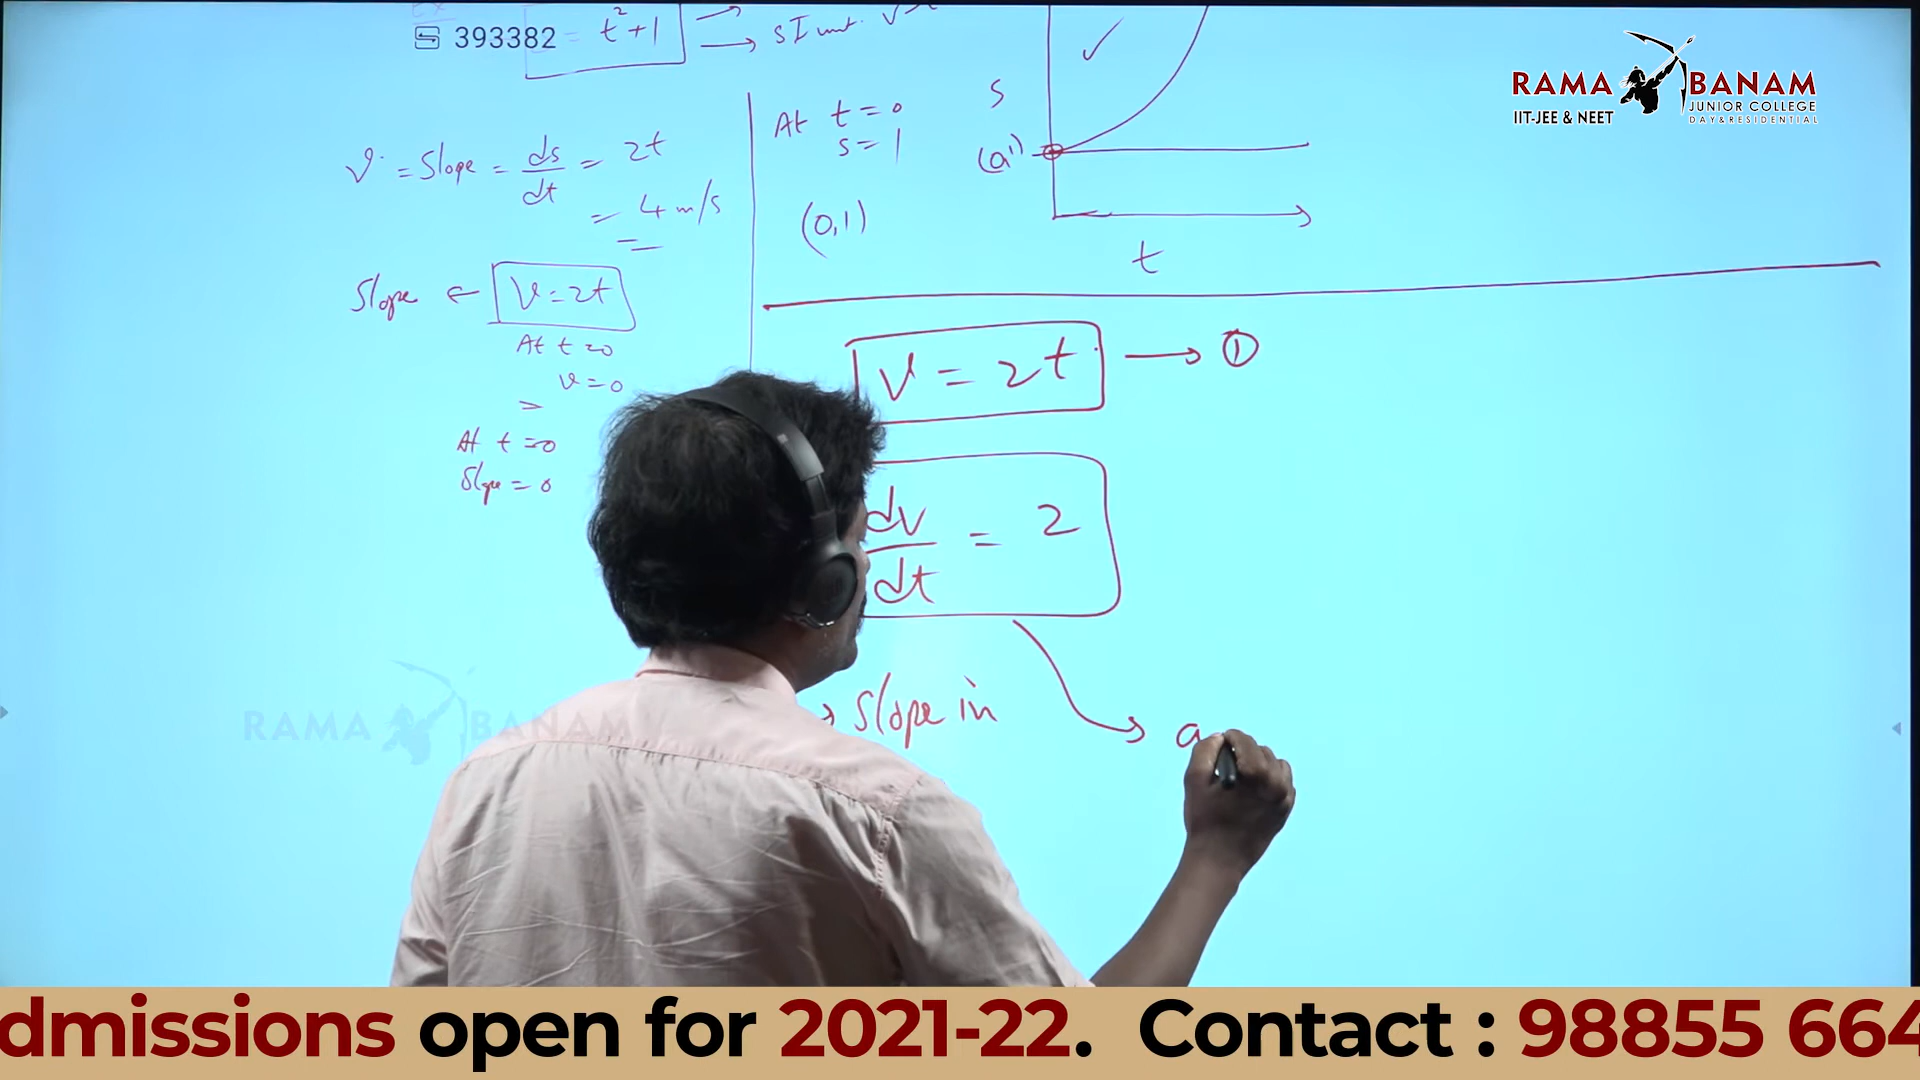 393382
= t²+1
SI unit
RAMA BANAM
IIT-JEE & NEET
JUNIOR COLLEGE
DAY & RESIDENTIAL
v = Slope = ds/dt = 2t
= 4 m/s
Slope ← v=2t
At t=0
v=0
At t=0
Slope = 0
At t=0
s=1
(0,1)
s
(0,1)
t
v = 2t → ①
dv/dt = 2
→ Slope in
a
RAMA BANAM
dmissions open for 2021-22. Contact : 98855 664